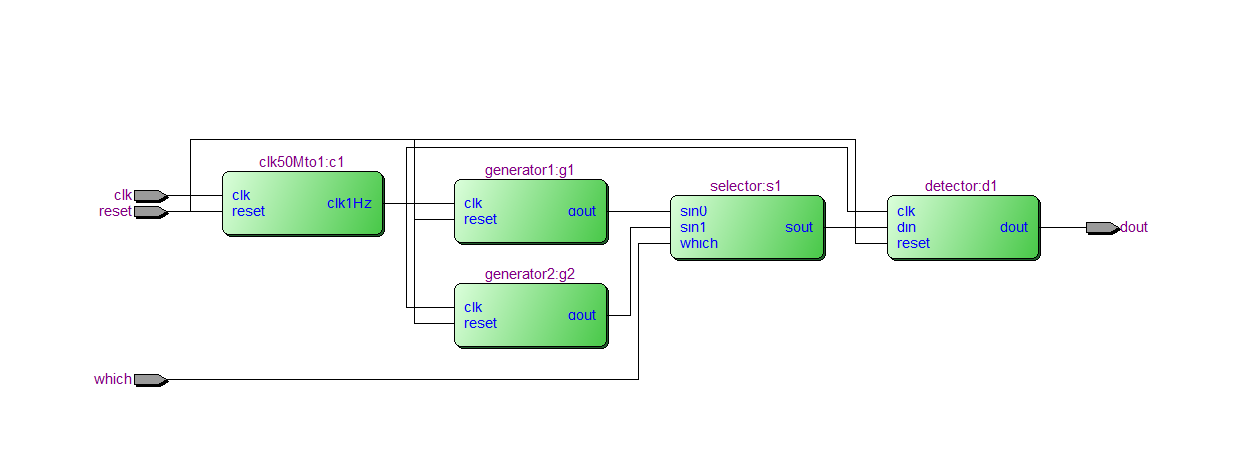 clk50Mto1:c1
clk
reset
clk
reset
clk1Hz
generator1:g1
clk
reset
gout
generator2:g2
clk
reset
gout
selector:s1
sin0
sin1
which
sout
detector:d1
clk
din
reset
dout
dout
which